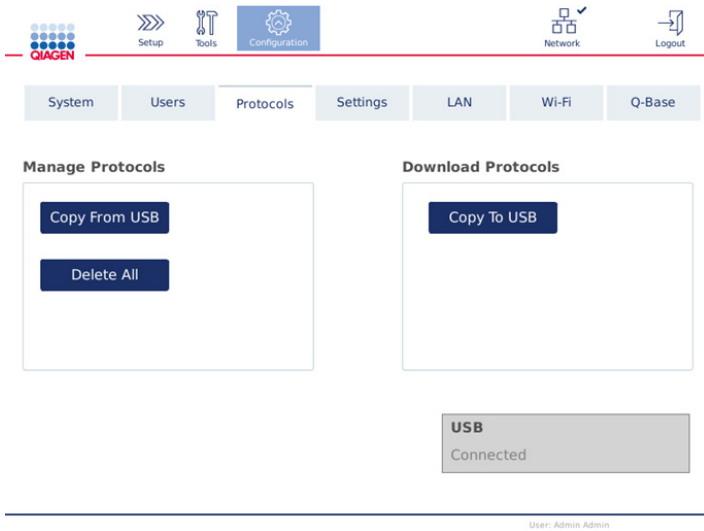 QIAGEN
Setup
Tools
Configuration
Network
Logout
System
Users
Protocols
Settings
LAN
Wi-Fi
Q-Base
Manage Protocols
Download Protocols
Copy From USB
Copy To USB
Delete All
USB
Connected
User: Admin Admin